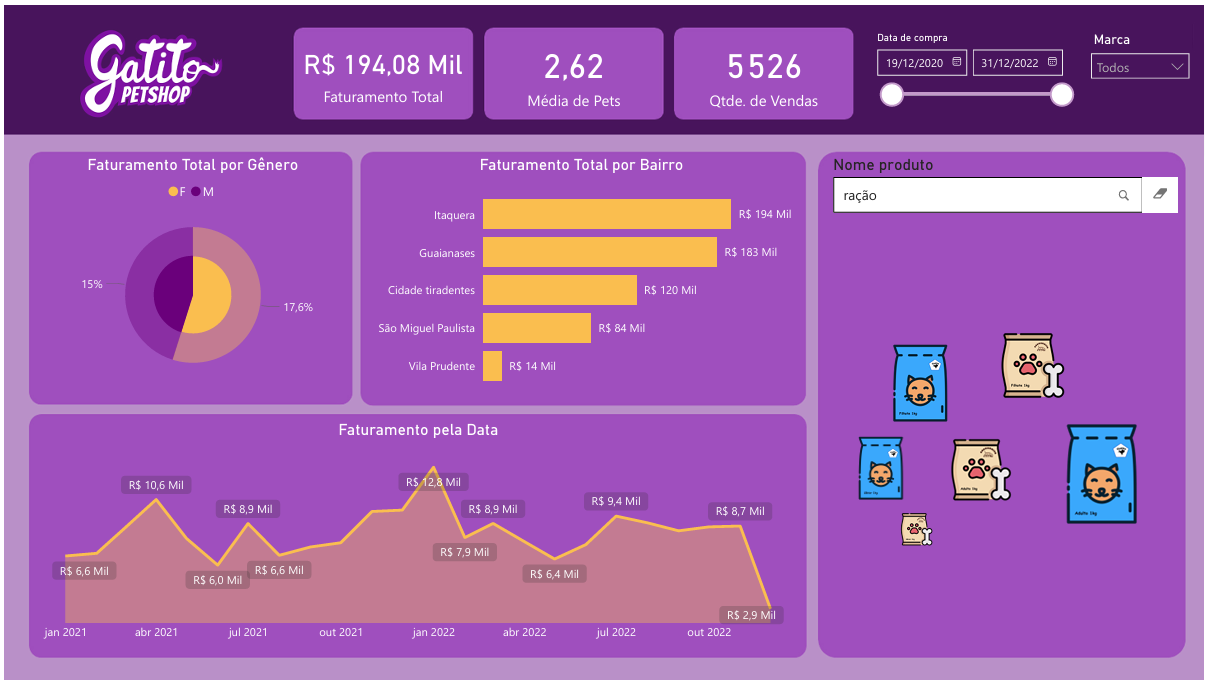 Gatito
PETSHOP
R$ 194,08 Mil
Faturamento Total
2,62
Média de Pets
5526
Qtde. de Vendas
Data de compra
19/12/2020
31/12/2022
Marca
Todos
Faturamento Total por Gênero
F
M
15%
17,6%
Faturamento Total por Bairro
Itaquera
R$ 194 Mil
Guaianases
R$ 183 Mil
Cidade tiradentes
R$ 120 Mil
São Miguel Paulista
R$ 84 Mil
Vila Prudente
R$ 14 Mil
Nome produto
ração
Faturamento pela Data
R$ 6,6 Mil
R$ 10,6 Mil
R$ 6,0 Mil
R$ 8,9 Mil
R$ 6,6 Mil
R$ 12,8 Mil
R$ 7,9 Mil
R$ 8,9 Mil
R$ 6,4 Mil
R$ 9,4 Mil
R$ 8,7 Mil
R$ 2,9 Mil
jan 2021
abr 2021
jul 2021
out 2021
jan 2022
abr 2022
jul 2022
out 2022